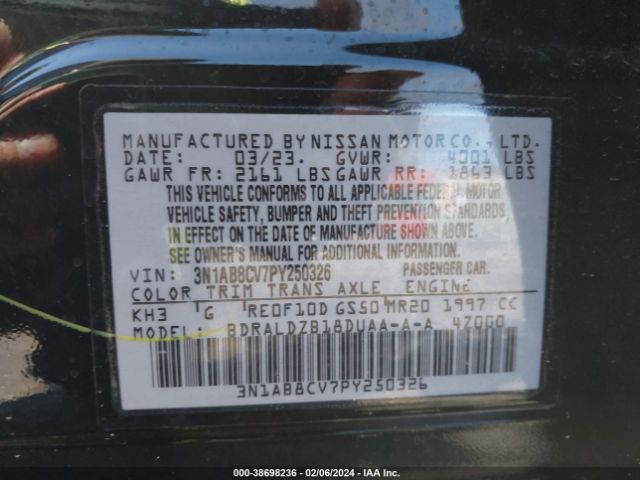 MANUFACTURED BY NISSAN MOTOR CO., LTD.
DATE: 03/23. GVWR: 4001 LBS
GAWR FR: 2161 LBS GAWR RR: 1863 LBS
THIS VEHICLE CONFORMS TO ALL APPLICABLE FEDERAL MOTOR
VEHICLE SAFETY, BUMPER AND THEFT PREVENTION STANDARDS
IN EFFECT ON THE DATE OF MANUFACTURE SHOWN ABOVE.
SEE OWNER'S MANUAL FOR ADDITIONAL INFORMATION.
VIN: 3N1AB8CV7PY250326 PASSENGER CAR.
COLOR TRIM TRANS AXLE ENGINE
KH3 G RE0F10D GS50 MR20 1997 CC
MODEL: BDRALDZB18DUAA-A-A 47000
3N1AB8CV7PY250326
000-38698236 - 02/06/2024 - IAA Inc.